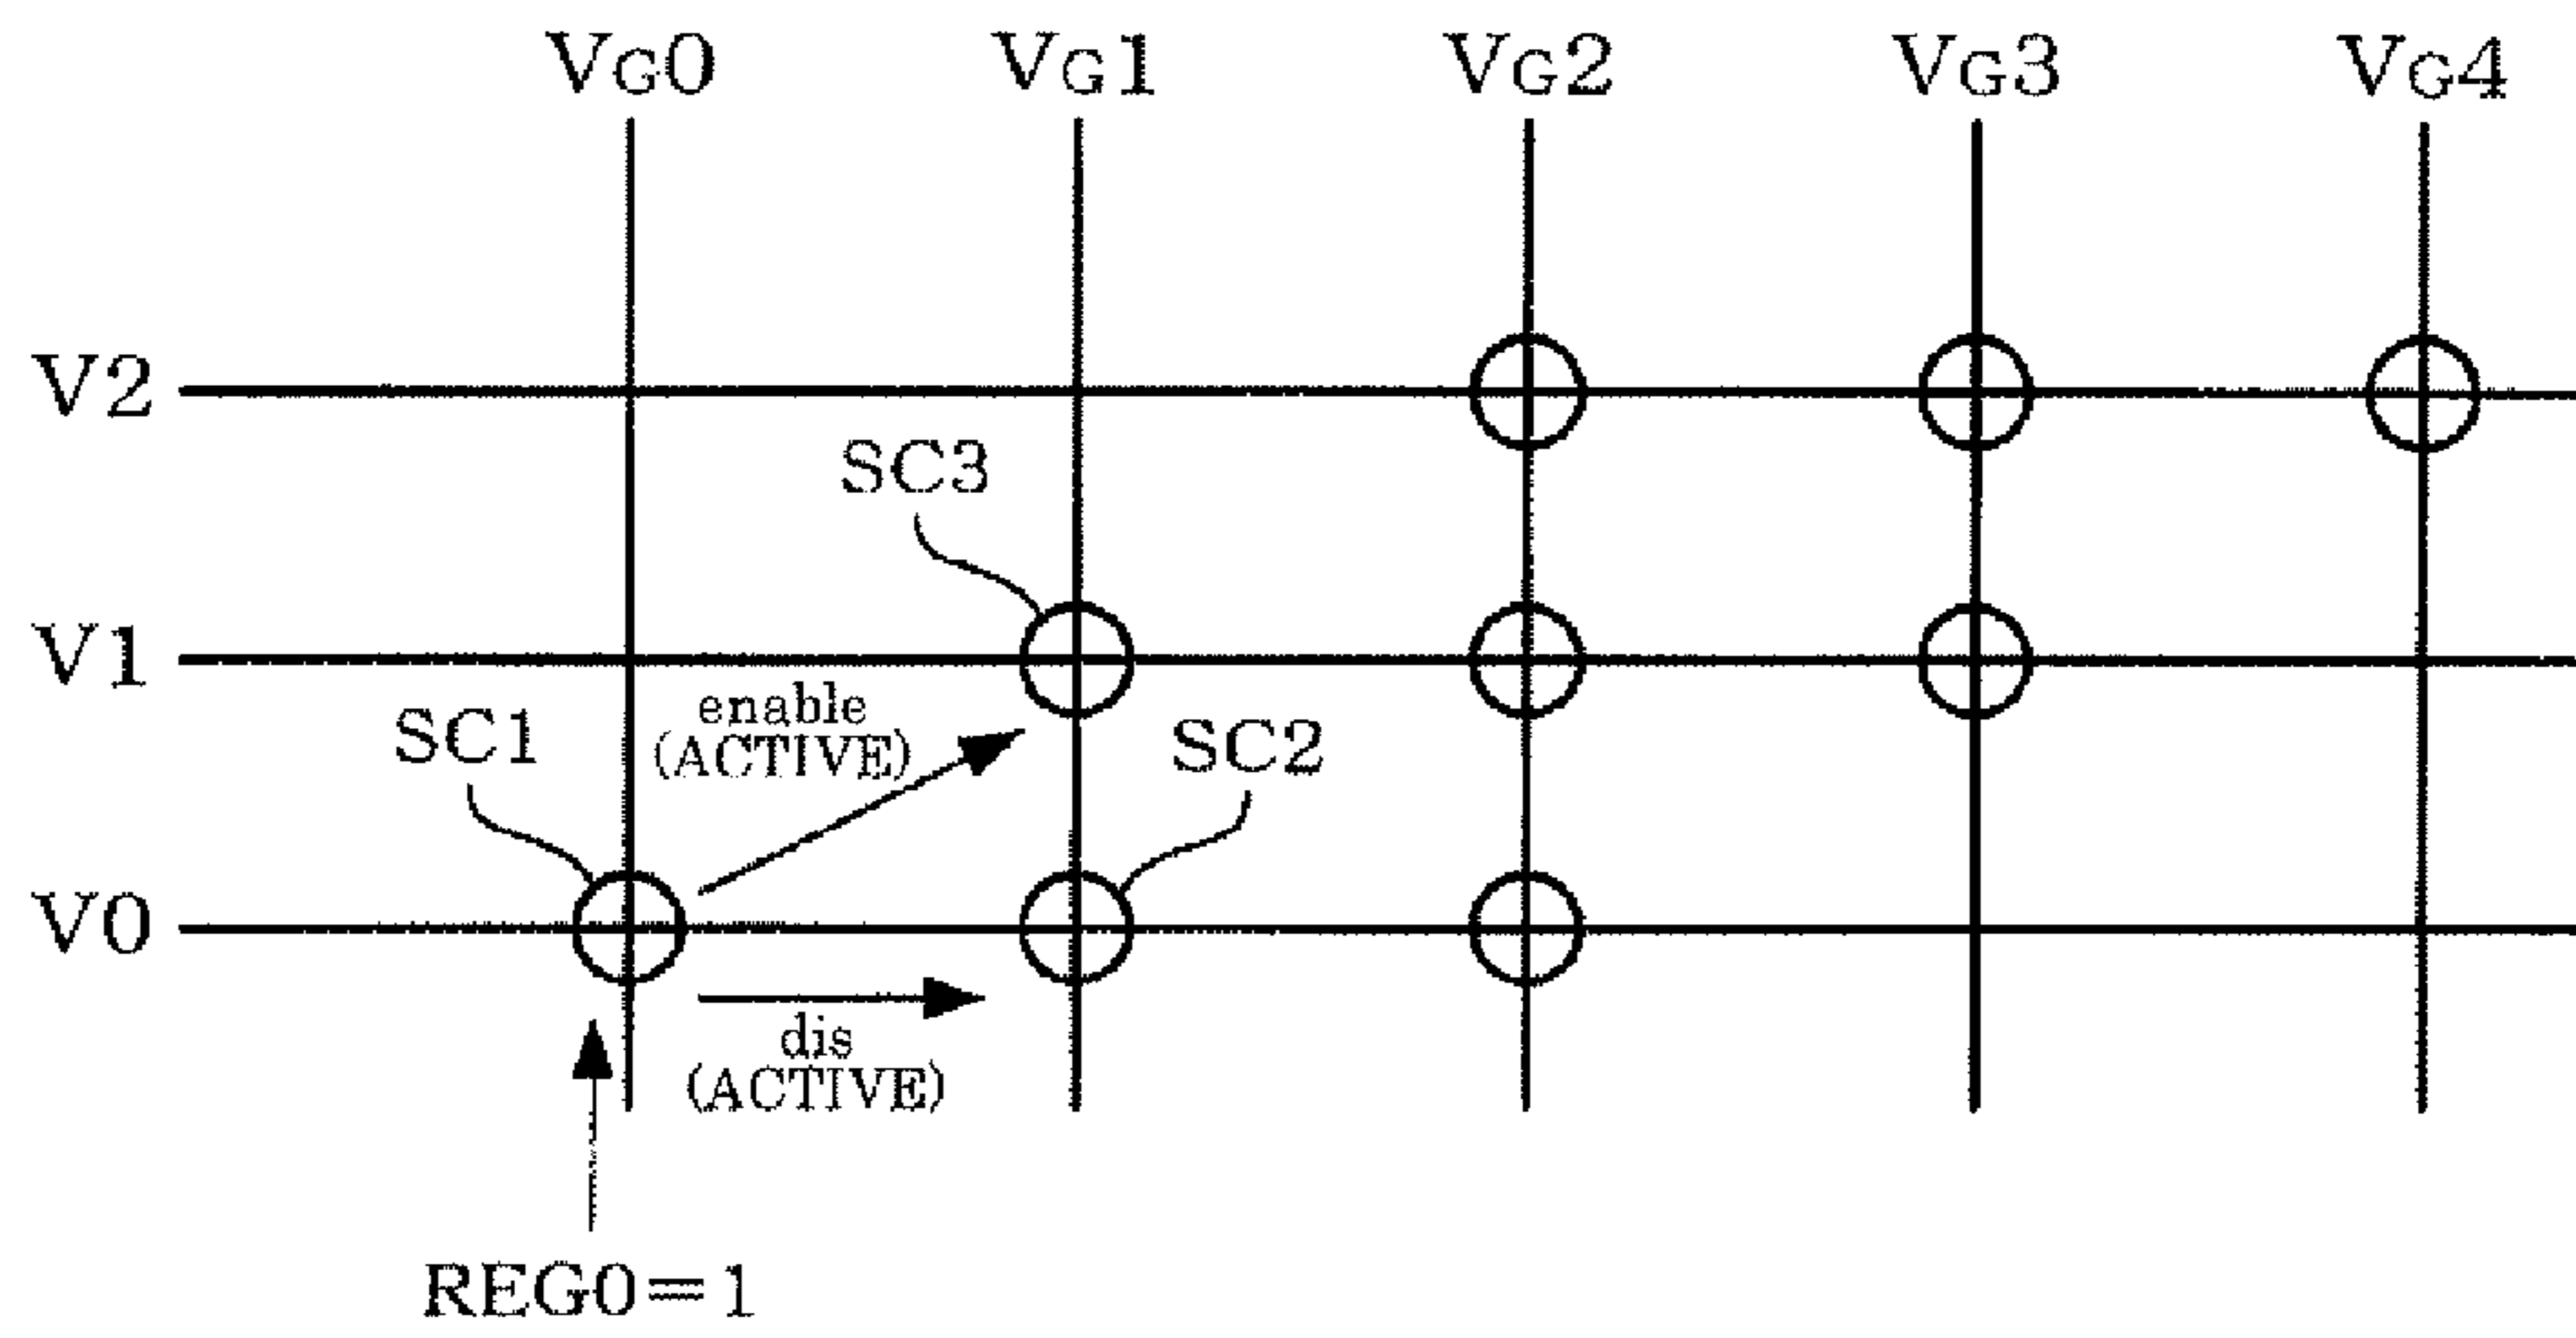 VG0 VG1 VG2 VG3 VG4
V2
SC3
V1
enable
(ACTIVE)
SC1
SC2
V0
dis
(ACTIVE)
REG0=1